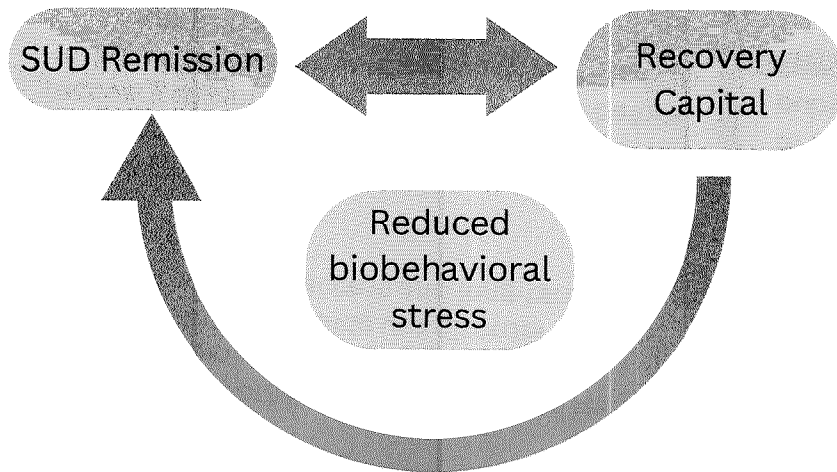 SUD Remission
Recovery
Capital
Reduced
biobehavioral
stress